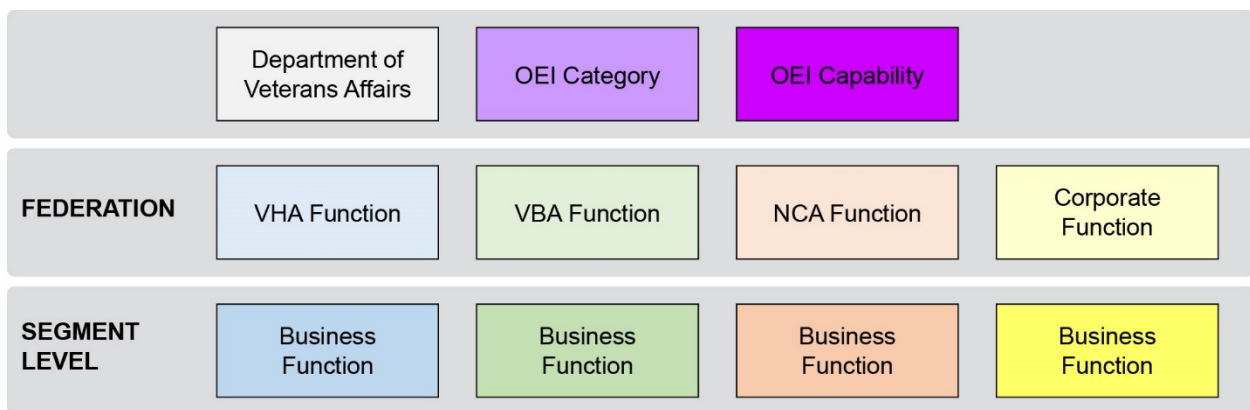 Department of
Veterans Affairs
OEI Category
OEI Capability
FEDERATION
VHA Function
VBA Function
NCA Function
Corporate
Function
SEGMENT
LEVEL
Business
Function
Business
Function
Business
Function
Business
Function